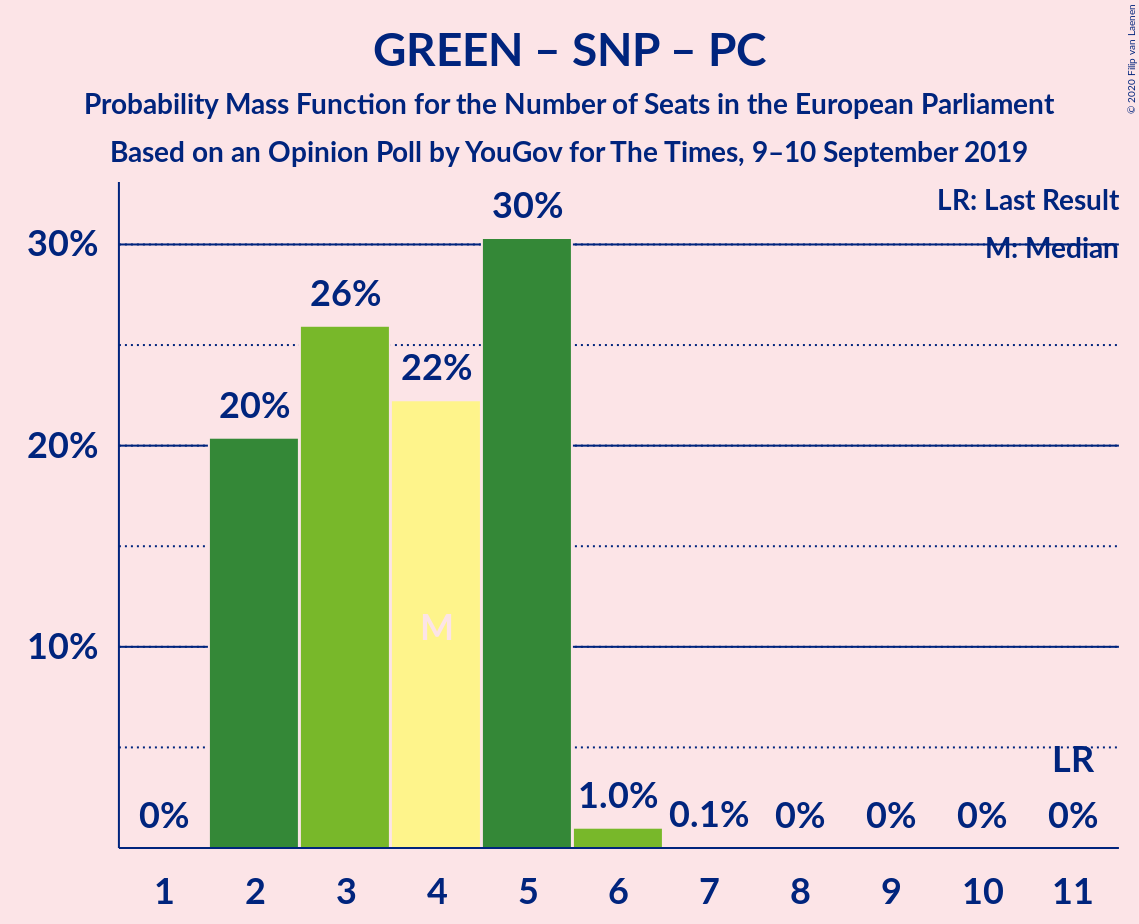 GREEN – SNP – PC
Probability Mass Function for the Number of Seats in the European Parliament
Based on an Opinion Poll by YouGov for The Times, 9–10 September 2019
© 2020 Filip van Laenen
LR: Last Result
M: Median
30%
20%
10%
0%
20%
26%
22%
30%
1.0%
0.1%
0%
0%
0%
0%
M
LR
1 2 3 4 5 6 7 8 9 10 11